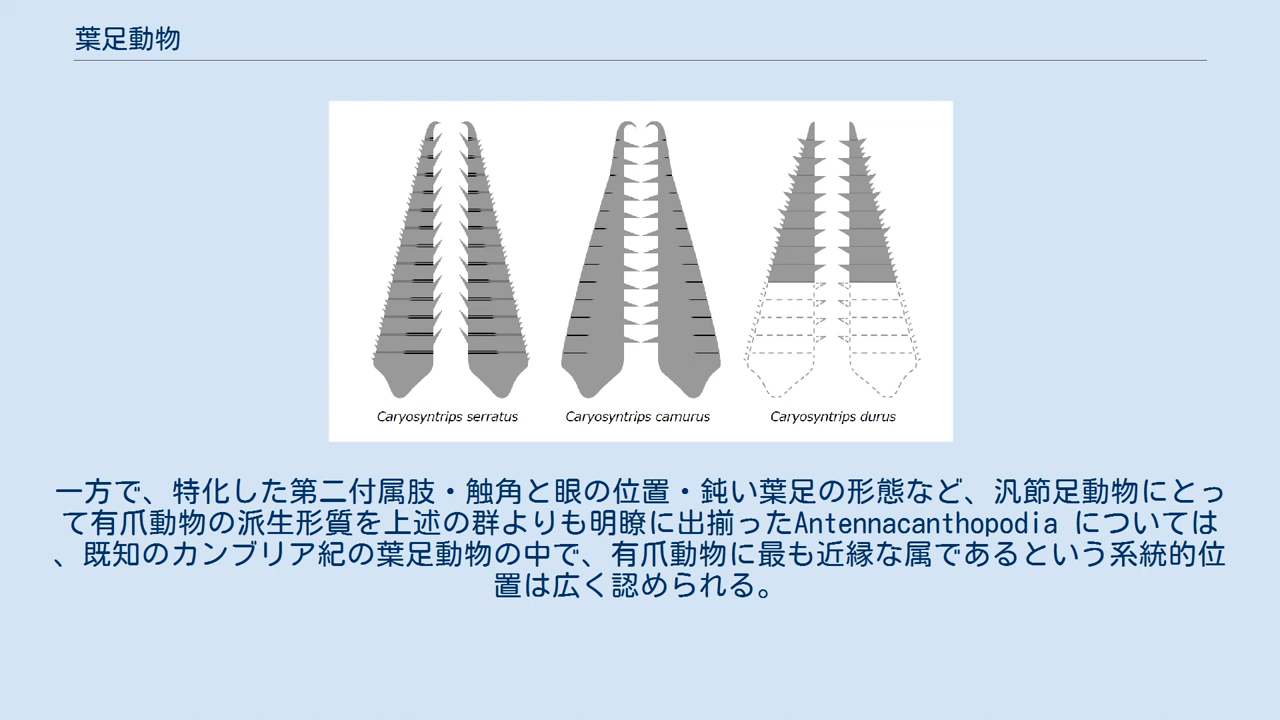 葉足動物
Caryosyntrips serratus
Caryosyntrips camurus
Caryosyntrips durus
一方で、特化した第二付属肢・触角と眼の位置・鈍い葉足の形態など、汎節足動物にとっ
て有爪動物の派生形質を上述の群よりも明瞭に出揃ったAntennacanthopodia については
、既知のカンブリア紀の葉足動物の中で、有爪動物に最も近縁な属であるという系統的位
置は広く認められる。